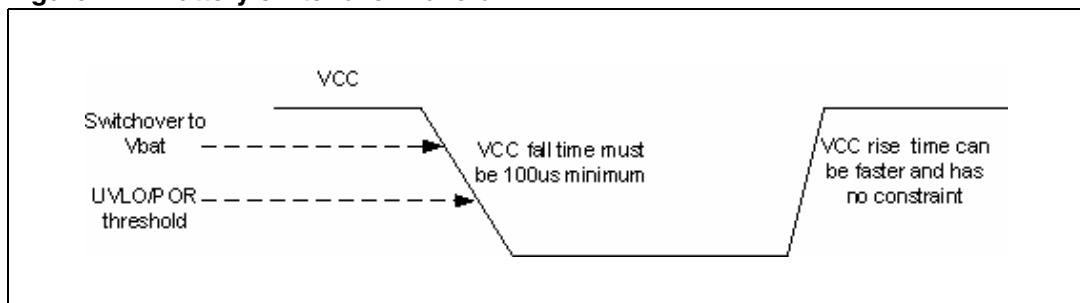 VCC
Switchover to
Vbat
VCC fall time must
be 100us minimum
VCC rise time can
be faster and has
no constraint
UVLO/POR
threshold